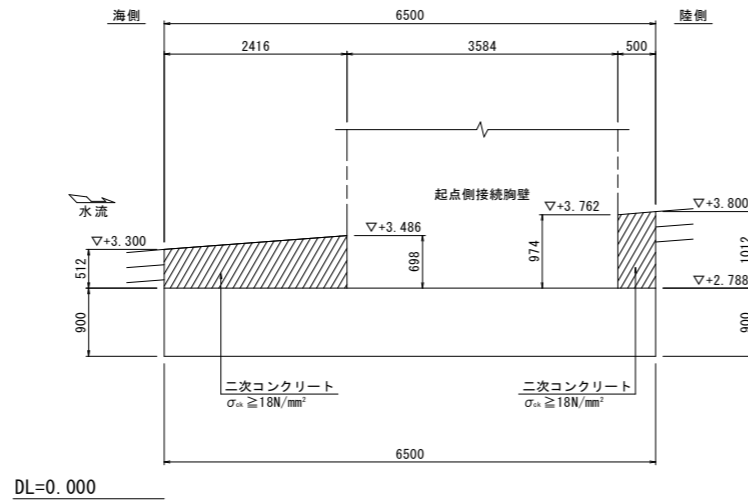 海側
6500
陸側
2416
3584
500
起点側接続胸壁
水流
▽+3.300
▽+3.486
▽+3.762
▽+3.800
512
698
974
1012
▽+2.788
900
900
二次コンクリート
σck≧18N/mm²
二次コンクリート
σck≧18N/mm²
6500
DL=0.000